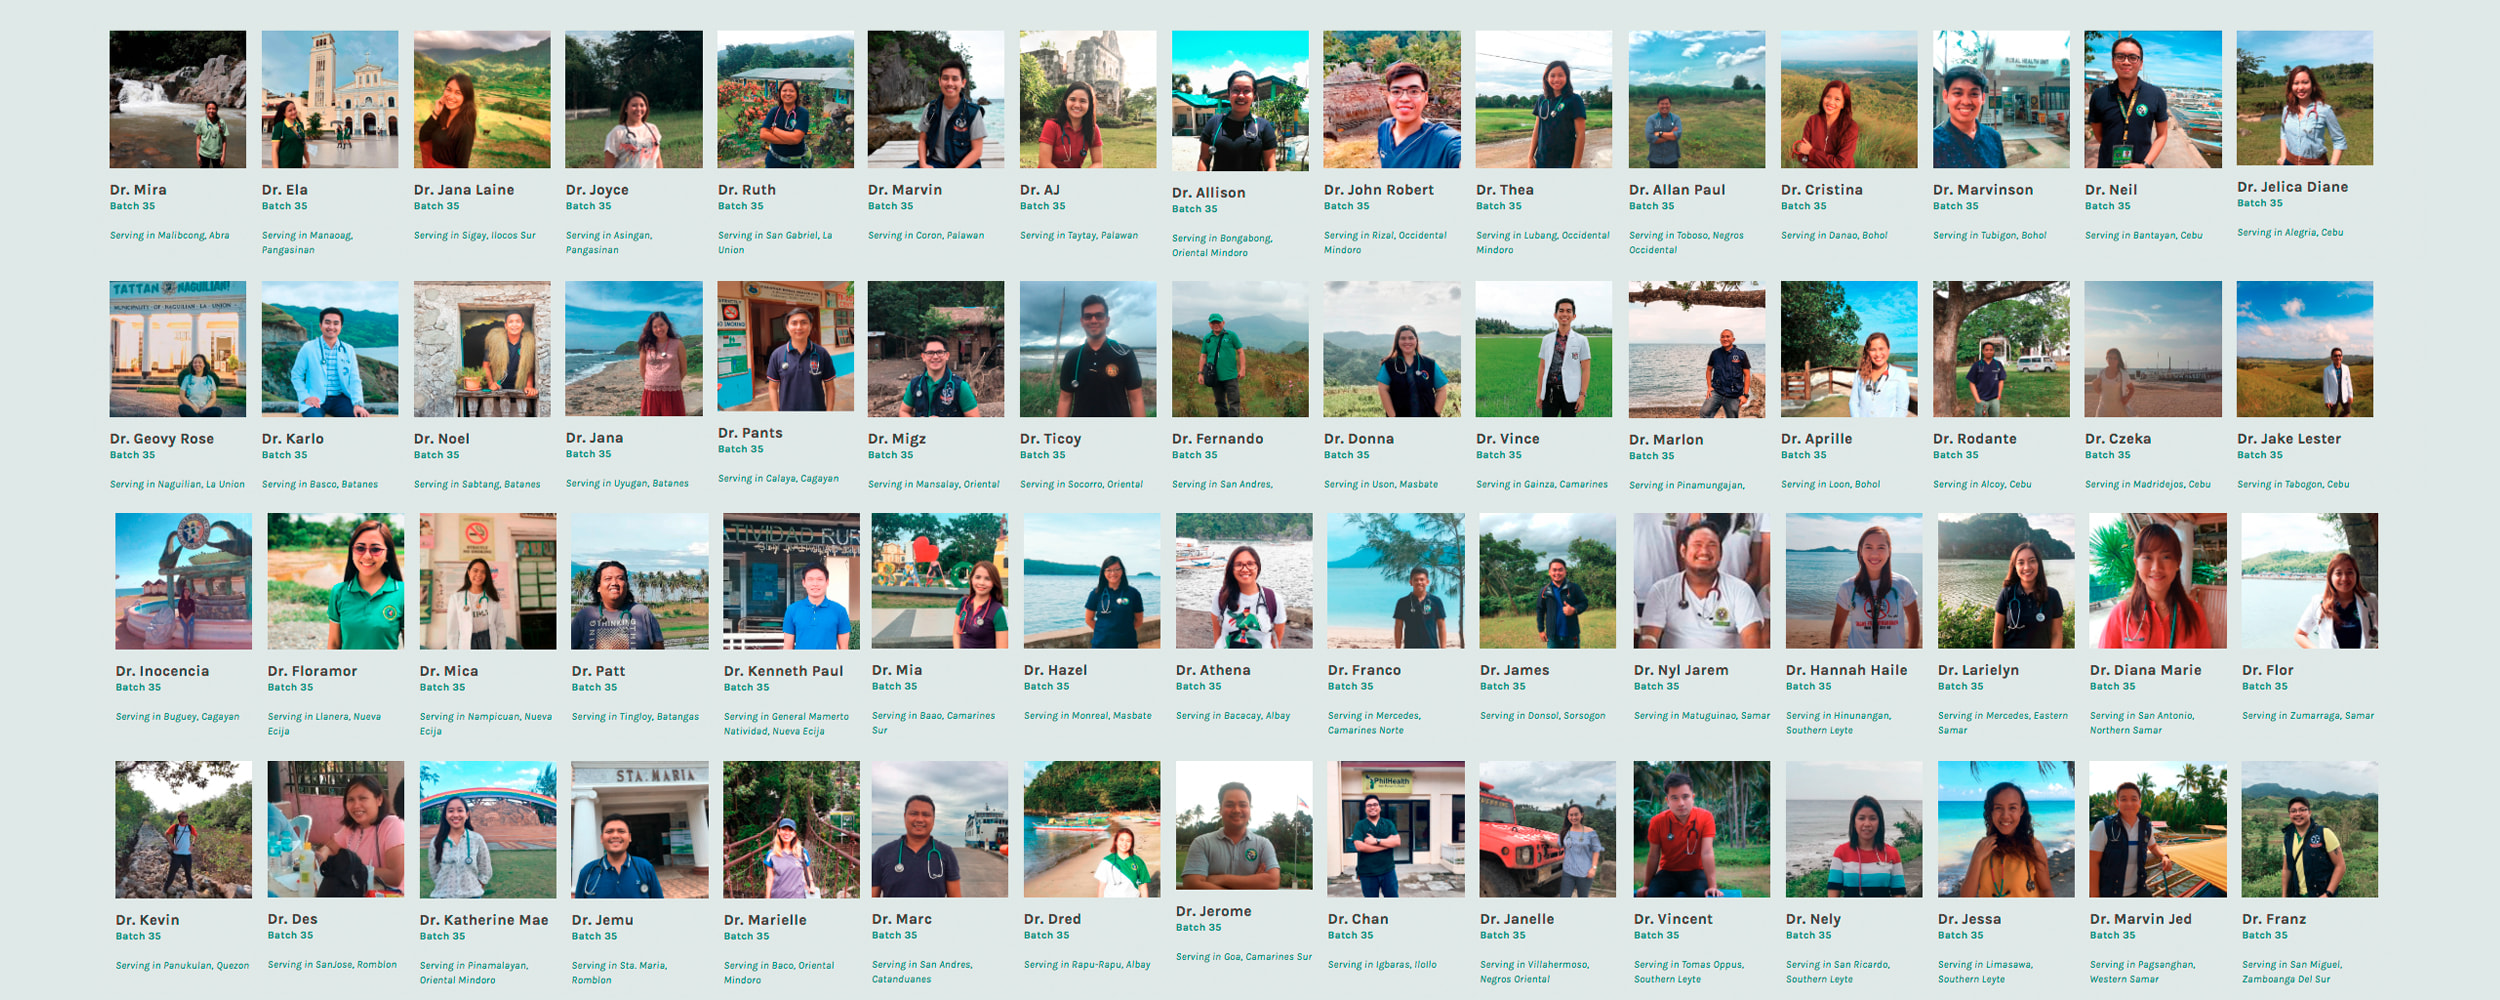 Dr. Mira
Batch 35
Serving in Malibcong, Abra
Dr. Ela
Batch 35
Serving in Manaoag,
Pangasinan
Dr. Jana Laine
Batch 35
Serving in Sigay, Ilocos Sur
Dr. Joyce
Batch 35
Serving in Asingan,
Pangasinan
Dr. Ruth
Batch 35
Serving in San Gabriel, La
Union
Dr. Marvin
Batch 35
Serving in Coron, Palawan
Dr. AJ
Batch 35
Serving in Taytay, Palawan
Dr. Allison
Batch 35
Serving in Bongabong,
Oriental Mindoro
Dr. John Robert
Batch 35
Serving in Rizal, Occidental
Mindoro
Dr. Thea
Batch 35
Serving in Lubang, Occidental
Mindoro
Dr. Allan Paul
Batch 35
Serving in Toboso, Negros
Occidental
Dr. Cristina
Batch 35
Serving in Danao, Bohol
RURAL HEALTH UNIT
Dr. Marvinson
Batch 35
Serving in Tubigon, Bohol
Dr. Neil
Batch 35
Serving in Bantayan, Cebu
Dr. Jelica Diane
Batch 35
Serving in Alegria, Cebu
TATTAN NAGUILIAN!
MUNICIPALITY OF NAGUILIAN LA UNION
Dr. Geovy Rose
Batch 35
Serving in Naguilian, La Union
Dr. Karlo
Batch 35
Serving in Basco, Batanes
Dr. Noel
Batch 35
Serving in Sabtang, Batanes
Dr. Jana
Batch 35
Serving in Uyugan, Batanes
NO SMOKING
Dr. Pants
Batch 35
Serving in Calaya, Cagayan
Dr. Migz
Batch 35
Serving in Mansalay, Oriental
Dr. Ticoy
Batch 35
Serving in Socorro, Oriental
Dr. Fernando
Batch 35
Serving in San Andres,
Dr. Donna
Batch 35
Serving in Uson, Masbate
Dr. Vince
Batch 35
Serving in Gainza, Camarines
Dr. Marlon
Batch 35
Serving in Pinamungajan,
Dr. Aprille
Batch 35
Serving in Loon, Bohol
Dr. Rodante
Batch 35
Serving in Alcoy, Cebu
Dr. Czeka
Batch 35
Serving in Madridejos, Cebu
Dr. Jake Lester
Batch 35
Serving in Tabogon, Cebu
Dr. Inocencia
Batch 35
Serving in Buguey, Cagayan
Dr. Floramor
Batch 35
Serving in Llanera, Nueva
Ecija
Dr. Mica
Batch 35
Serving in Nampicuan, Nueva
Ecija
THINKING
Dr. Patt
Batch 35
Serving in Tingloy, Batangas
TIVIDAD RUR
Dr. Kenneth Paul
Batch 35
Serving in General Mamerto
Natividad, Nueva Ecija
Dr. Mia
Batch 35
Serving in Baao, Camarines
Sur
Dr. Hazel
Batch 35
Serving in Monreal, Masbate
Dr. Athena
Batch 35
Serving in Bacacay, Albay
Dr. Franco
Batch 35
Serving in Mercedes,
Camarines Norte
Dr. James
Batch 35
Serving in Donsol, Sorsogon
Dr. Nyl Jarem
Batch 35
Serving in Matuguinao, Samar
Dr. Hannah Haile
Batch 35
Serving in Hinunangan,
Southern Leyte
Dr. Larielyn
Batch 35
Serving in Mercedes, Eastern
Samar
Dr. Diana Marie
Batch 35
Serving in San Antonio,
Northern Samar
Dr. Flor
Batch 35
Serving in Zumarraga, Samar
Dr. Kevin
Batch 35
Serving in Panukulan, Quezon
Dr. Des
Batch 35
Serving in SanJose, Romblon
Dr. Katherine Mae
Batch 35
Serving in Pinamalayan,
Oriental Mindoro
STA. MARIA
Dr. Jemu
Batch 35
Serving in Sta. Maria,
Romblon
Dr. Marielle
Batch 35
Serving in Baco, Oriental
Mindoro
Dr. Marc
Batch 35
Serving in San Andres,
Catanduanes
Dr. Dred
Batch 35
Serving in Rapu-Rapu, Albay
Dr. Jerome
Batch 35
Serving in Goa, Camarines Sur
PhilHealth
Dr. Chan
Batch 35
Serving in Igbaras, Ilollo
Dr. Janelle
Batch 35
Serving in Villahermoso,
Negros Oriental
Dr. Vincent
Batch 35
Serving in Tomas Oppus,
Southern Leyte
Dr. Nely
Batch 35
Serving in San Ricardo,
Southern Leyte
Dr. Jessa
Batch 35
Serving in Limasawa,
Southern Leyte
Dr. Marvin Jed
Batch 35
Serving in Pagsanghan,
Western Samar
Dr. Franz
Batch 35
Serving in San Miguel,
Zamboanga Del Sur